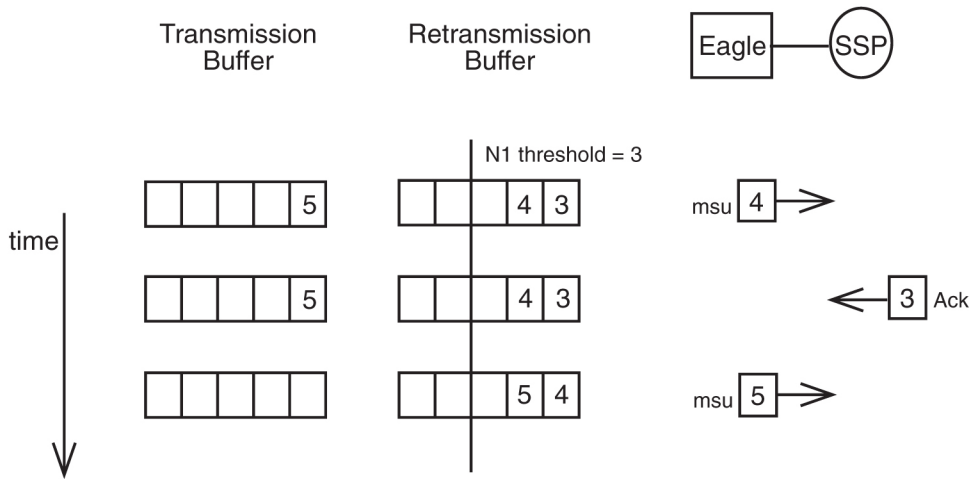 Transmission
Buffer
Retransmission
Buffer
Eagle
SSP
N1 threshold = 3
5
4 3
msu 4
time
5
4 3
3 Ack
5 4
msu 5